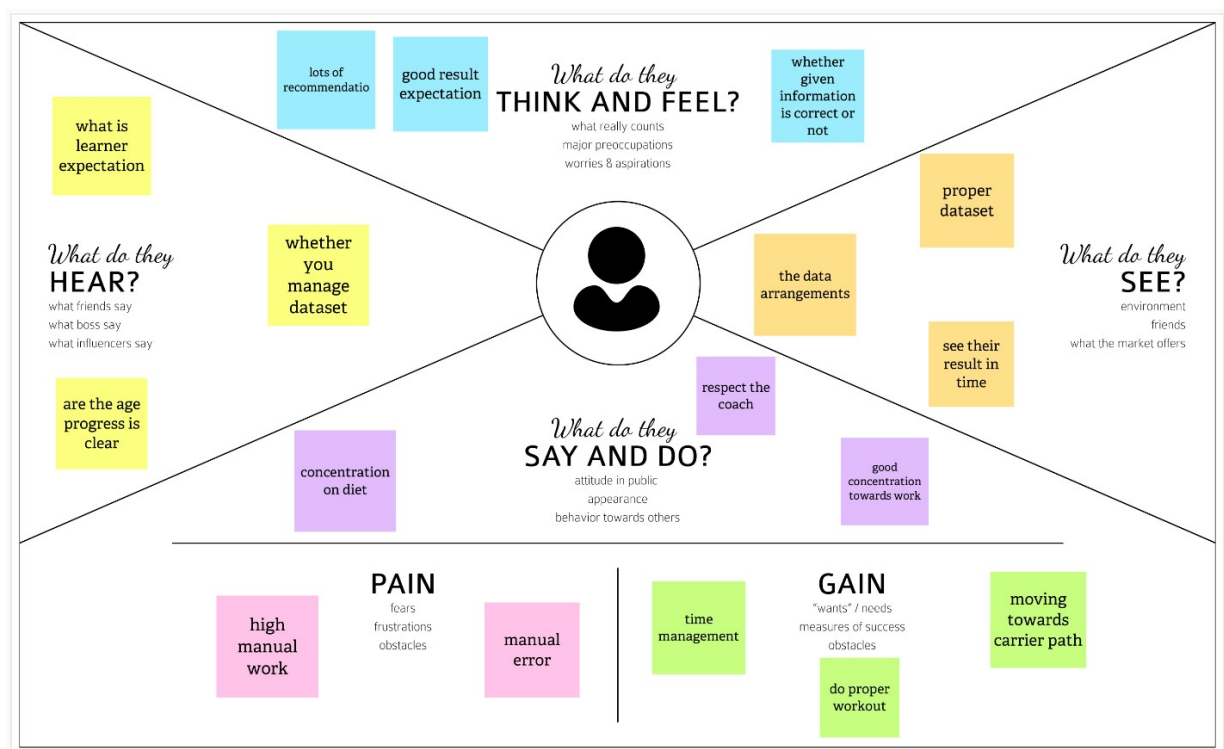 lots of
recommendatio
good result
expectation
What do they
THINK AND FEEL?
what really counts
major preoccupations
worries & aspirations
whether
given
information
is correct or
not
what is
learner
expectation
whether
you
manage
dataset
What do they
HEAR?
what friends say
what boss say
what influencers say
are the age
progress is
clear
proper
dataset
the data
arrangements
What do they
SEE?
environment
friends
what the market offers
see their
result in
time
respect the
coach
What do they
SAY AND DO?
attitude in public
appearance
behavior towards others
concentration
on diet
good
concentration
towards work
PAIN
fears
frustrations
obstacles
high
manual
work
manual
error
GAIN
"wants" / needs
measures of success
obstacles
time
management
do proper
workout
moving
towards
carrier path